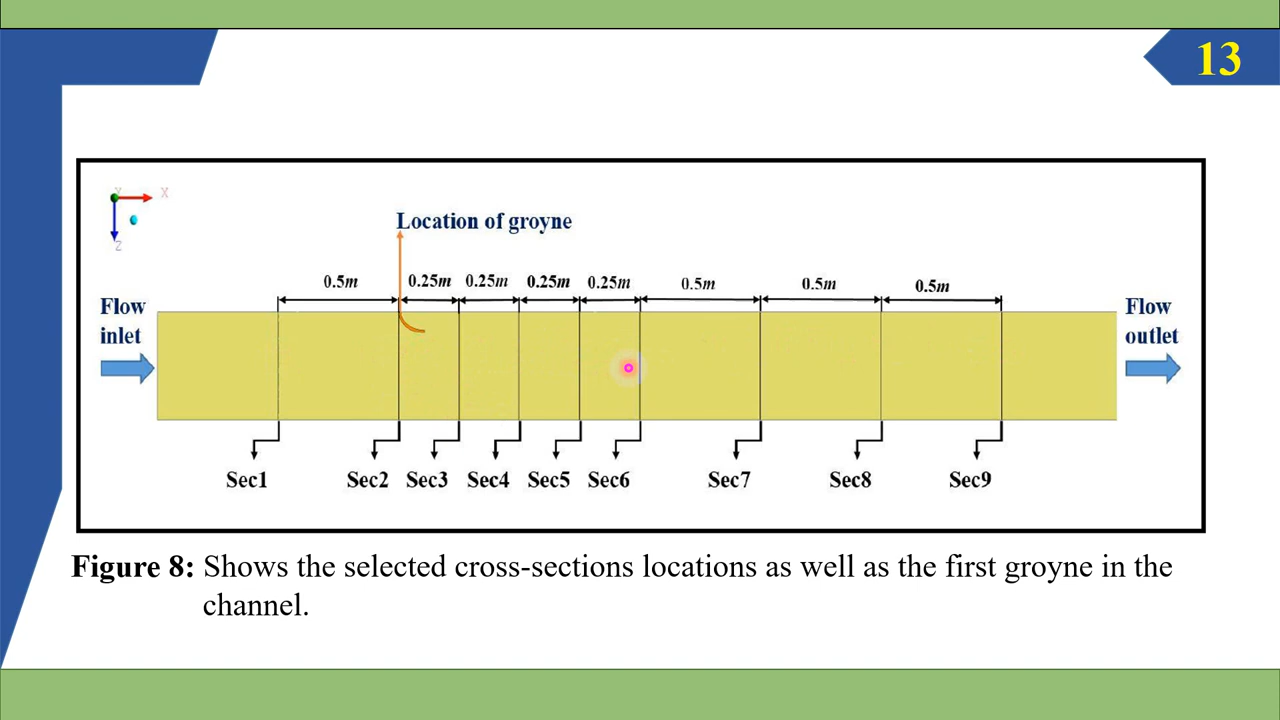 13
X
Z
Location of groyne
0.5m 0.25m 0.25m 0.25m 0.25m 0.5m 0.5m 0.5m
Flow
inlet
Flow
outlet
Sec1 Sec2 Sec3 Sec4 Sec5 Sec6 Sec7 Sec8 Sec9
Figure 8: Shows the selected cross-sections locations as well as the first groyne in the
channel.